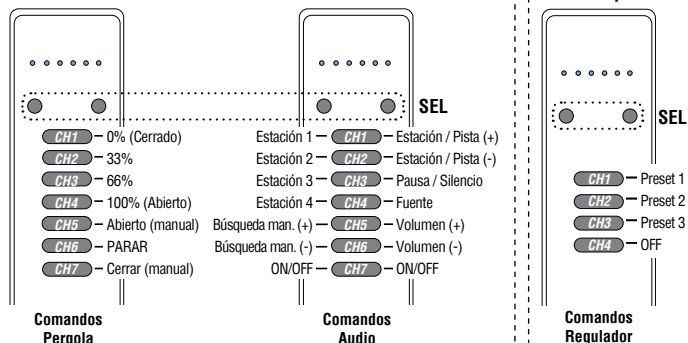 SEL
CH1 0% (Cerrado)
CH2 33%
CH3 66%
CH4 100% (Abierto)
CH5 Abierto (manual)
CH6 PARAR
CH7 Cerrar (manual)
Comandos
Pergola
Estación 1 CH1 Estación / Pista (+)
Estación 2 CH2 Estación / Pista (-)
Estación 3 CH3 Pausa / Silencio
Estación 4 CH4 Fuente
Búsqueda man. (+) CH5 Volumen (+)
Búsqueda man. (-) CH6 Volumen (-)
ON/OFF CH7 ON/OFF
Comandos
Audio
SEL
CH1 Preset 1
CH2 Preset 2
CH3 Preset 3
CH4 OFF
Comandos
Regulador